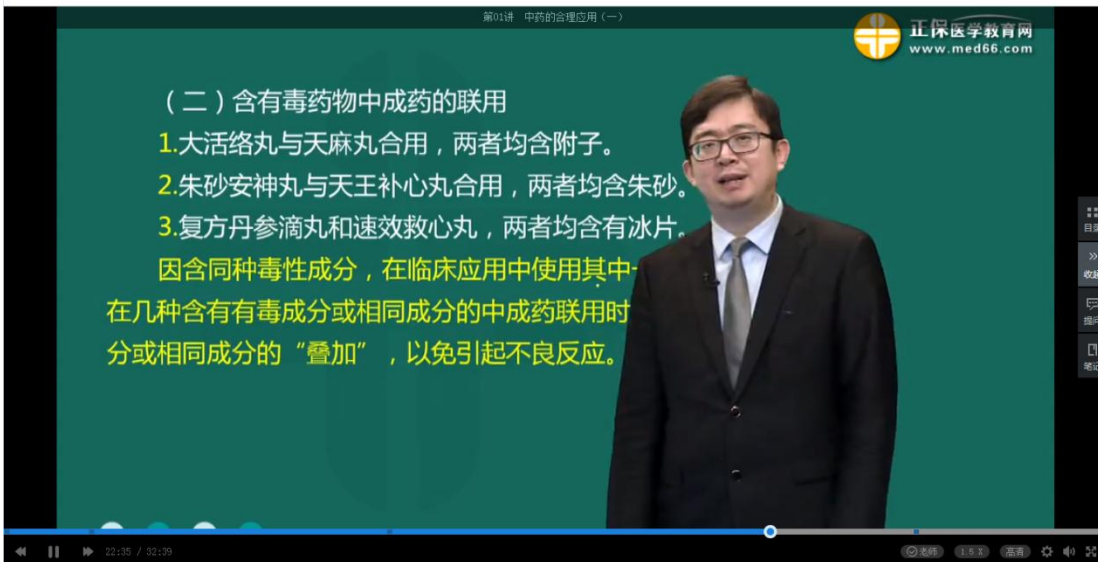 第01讲 中药的合理应用（一）
正保医学教育网
www.med66.com
（二）含有毒药物中成药的联用
1.大活络丸与天麻丸合用，两者均含附子。
2.朱砂安神丸与天王补心丸合用，两者均含朱砂。
3.复方丹参滴丸和速效救心丸，两者均含有冰片。
因含同种毒性成分，在临床应用中使用其中
在几种含有有毒成分或相同成分的中成药联用时
分或相同成分的“叠加”，以免引起不良反应。
目录
收起
提问
笔记
22:35 / 32:39
老师
1.5 X
高清